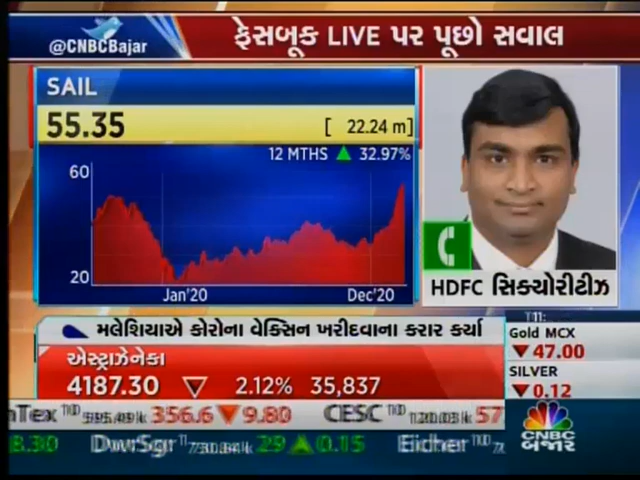 @CNBCBajar
ફેસબૂક LIVE પર પૂછો સવાલ
SAIL
55.35 [ 22.24 m]
12 MTHS ▲ 32.97%
60
20
Jan'20 Dec'20
HDFC સિક્યોરીટીઝ
મલેશિયાએ કોરોના વેક્સિન ખરીદવાના કરાર કર્યા
એસ્ટ્રાઝેનેકા
4187.30 ▼ 2.12% 35,837
Gold MCX
▼ 47.00
SILVER
▼ 0.12
356.6 ▼ 9.80 CESC 57
8.30 DwrSgr 29 ▲ 0.15 Eicher
CNBC
બજાર